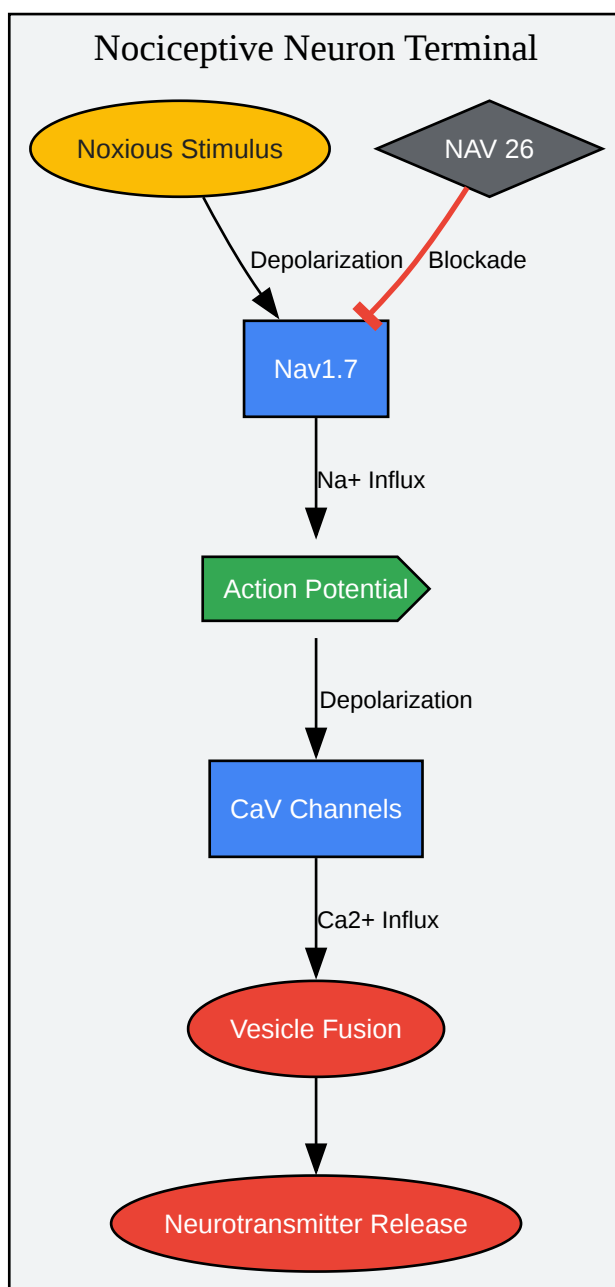 Nociceptive Neuron Terminal
Noxious Stimulus
NAV 26
Depolarization
Blockade
Nav1.7
Na+ Influx
Action Potential
Depolarization
CaV Channels
Ca2+ Influx
Vesicle Fusion
Neurotransmitter Release